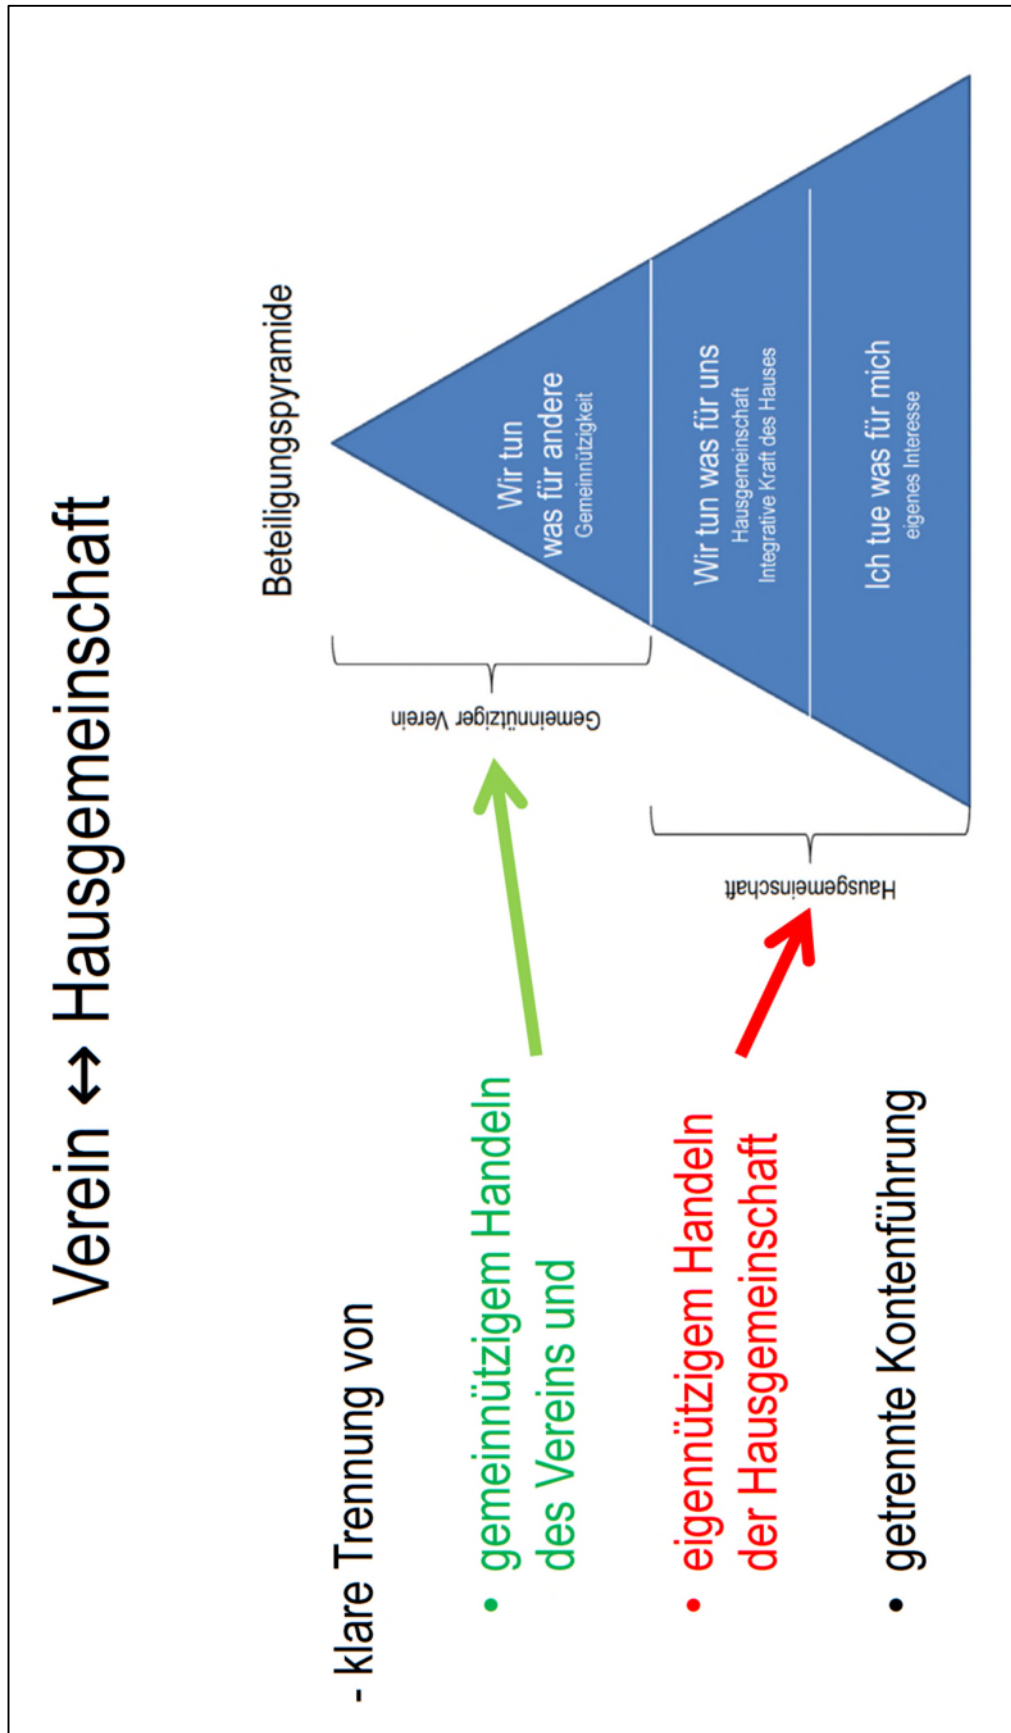 Verein ↔ Hausgemeinschaft
- klare Trennung von
• gemeinnützigem Handeln
des Vereins und
• eigennützigem Handeln
der Hausgemeinschaft
• getrennte Kontenführung
Beteiligungspyramide
Gemeinnütziger Verein
Hausgemeinschaft
Wir tun
was für andere
Gemeinnützigkeit
Wir tun was für uns
Hausgemeinschaft
Integrative Kraft des Hauses
Ich tue was für mich
eigenes Interesse